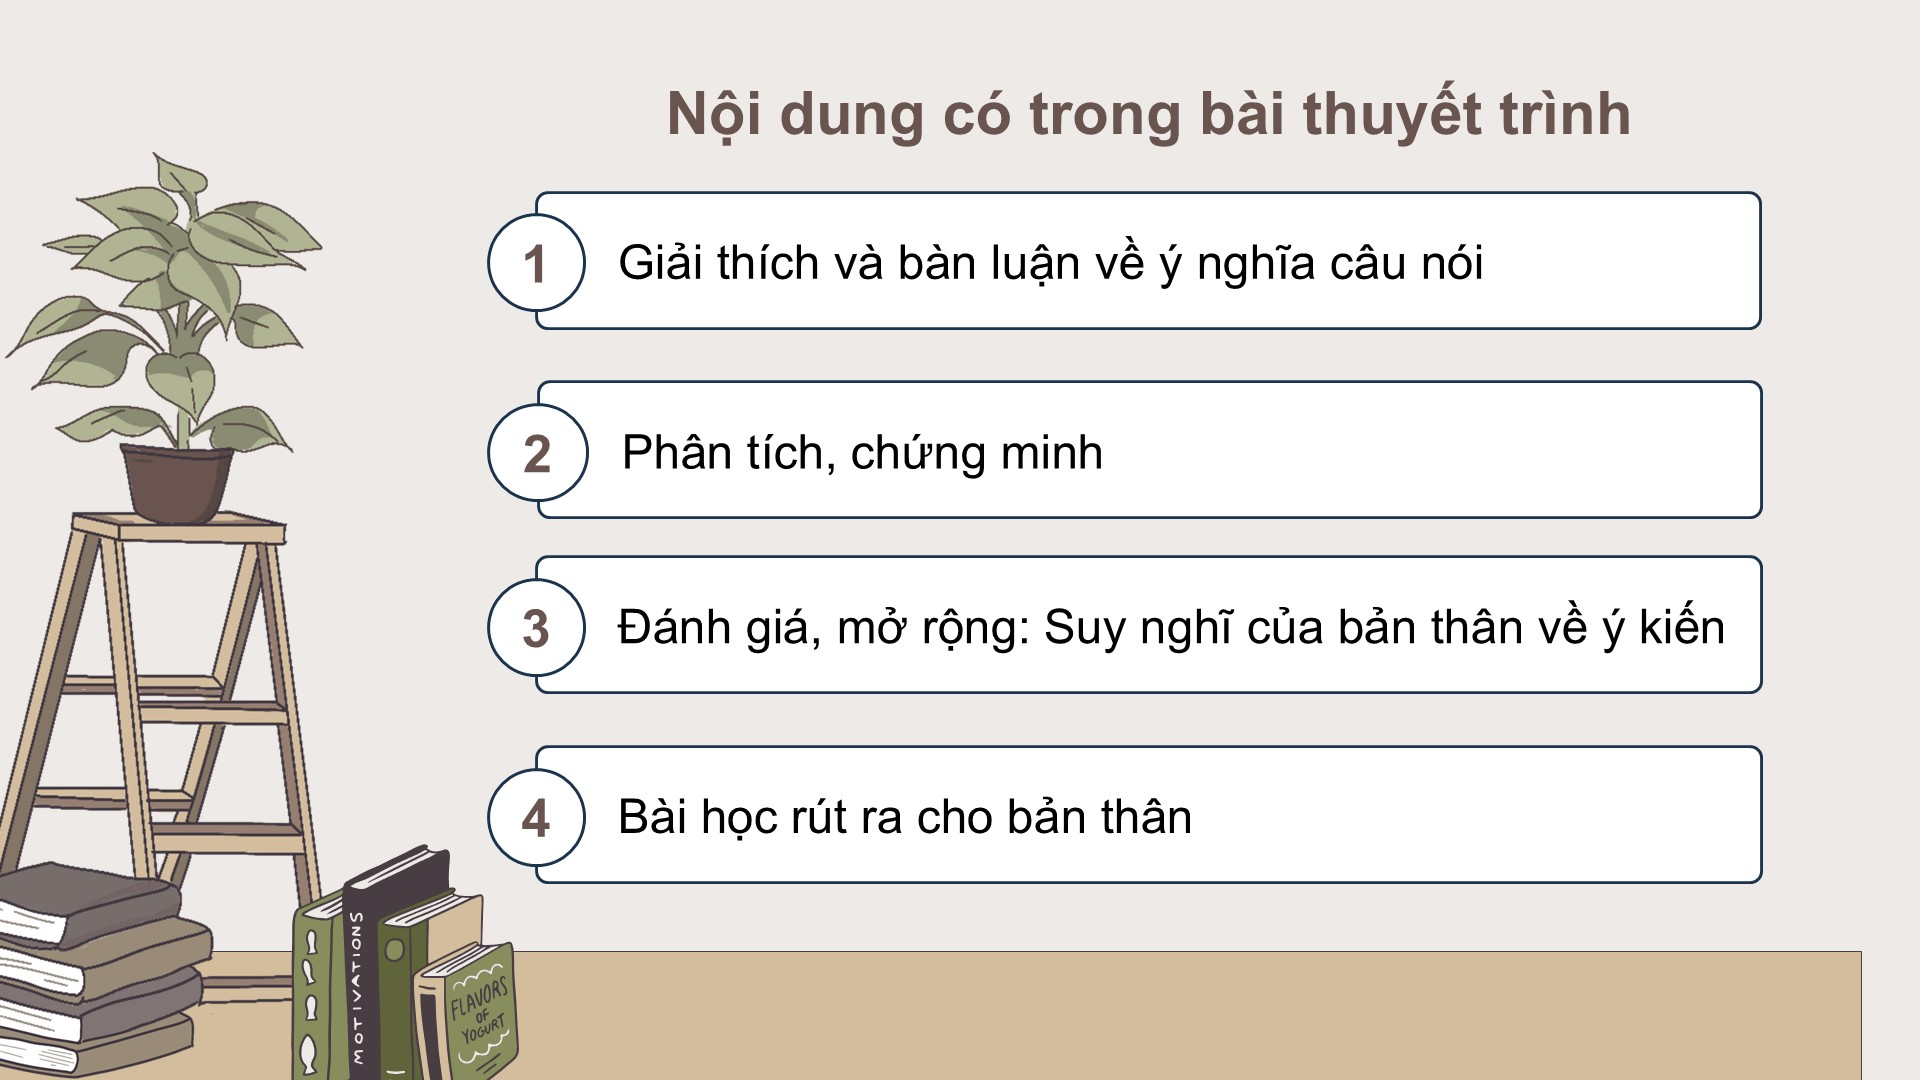 Nội dung có trong bài thuyết trình
1 Giải thích và bàn luận về ý nghĩa câu nói
2 Phân tích, chứng minh
3 Đánh giá, mở rộng: Suy nghĩ của bản thân về ý kiến
4 Bài học rút ra cho bản thân
MOTIVATIONS
FLAVORS
OF
YOGURT